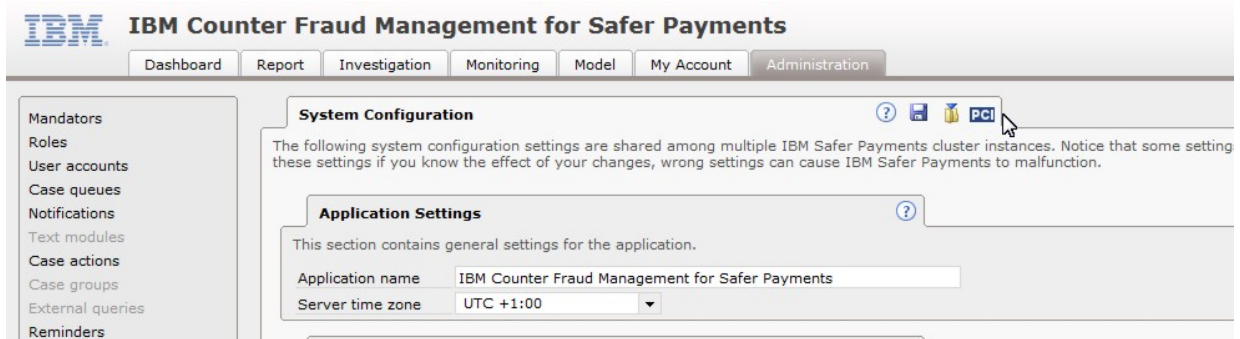 IBM
IBM Counter Fraud Management for Safer Payments
Dashboard
Report
Investigation
Monitoring
Model
My Account
Administration
Mandators
Roles
User accounts
Case queues
Notifications
Text modules
Case actions
Case groups
External queries
Reminders
System Configuration
?
PCI
The following system configuration settings are shared among multiple IBM Safer Payments cluster instances. Notice that some setting
these settings if you know the effect of your changes, wrong settings can cause IBM Safer Payments to malfunction.
Application Settings
?
This section contains general settings for the application.
Application name IBM Counter Fraud Management for Safer Payments
Server time zone UTC +1:00